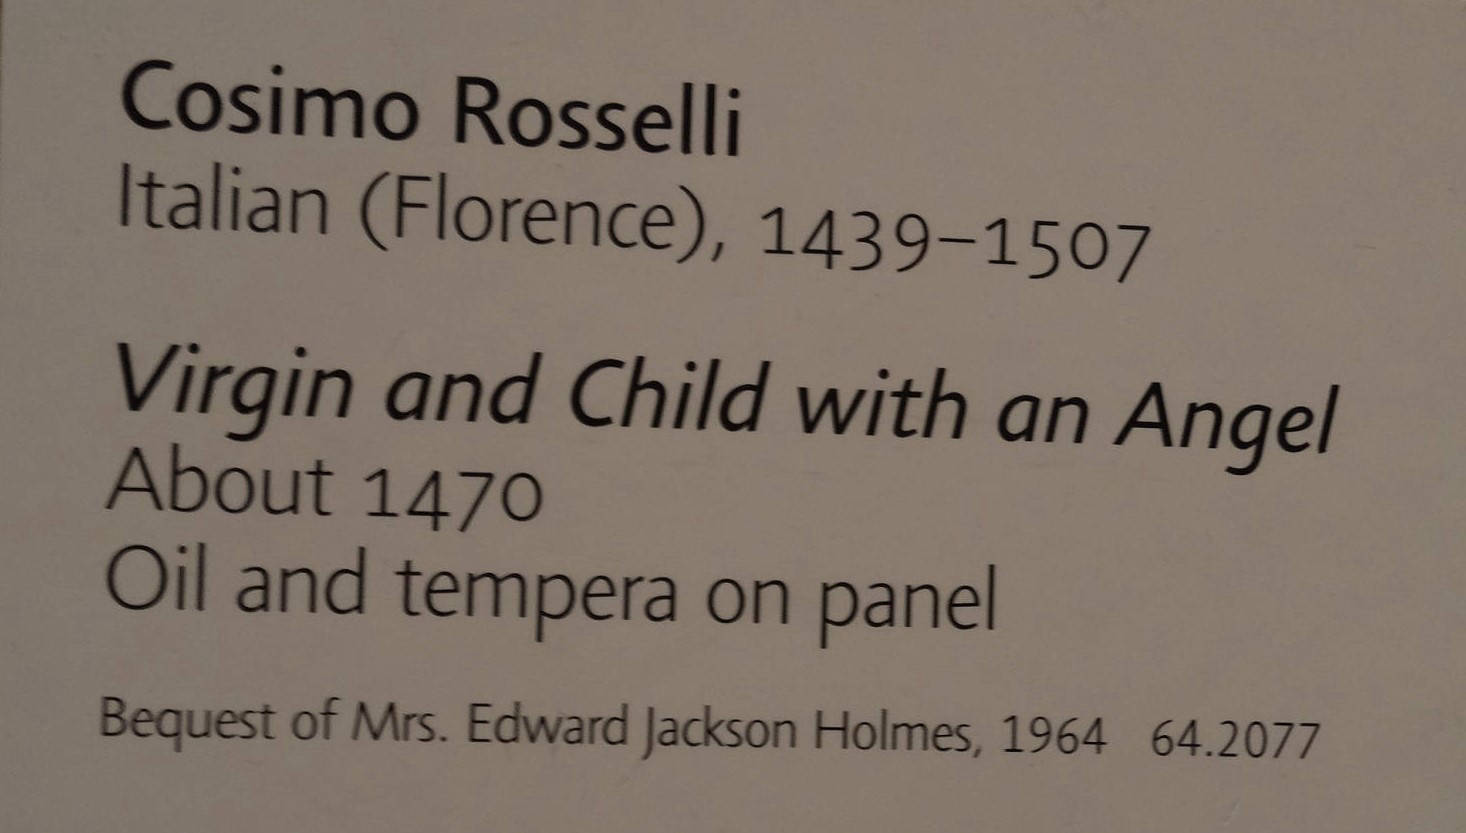 Cosimo Rosselli
Italian (Florence), 1439–1507
Virgin and Child with an Angel
About 1470
Oil and tempera on panel
Bequest of Mrs. Edward Jackson Holmes, 1964 64.2077